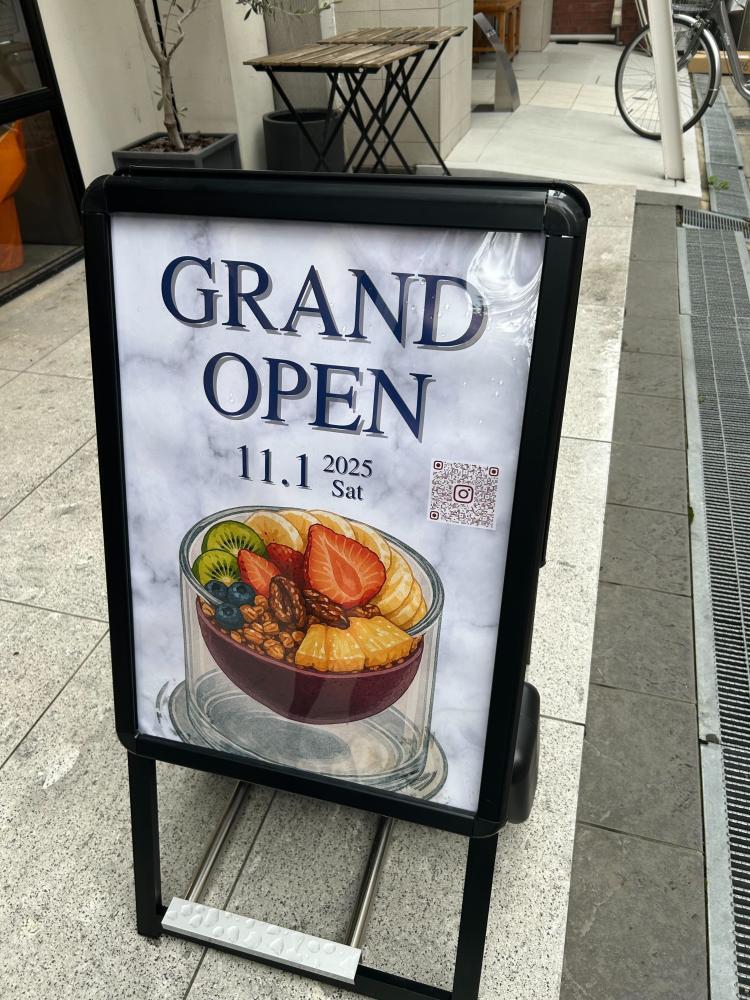 GRAND
OPEN
11.1 2025
Sat